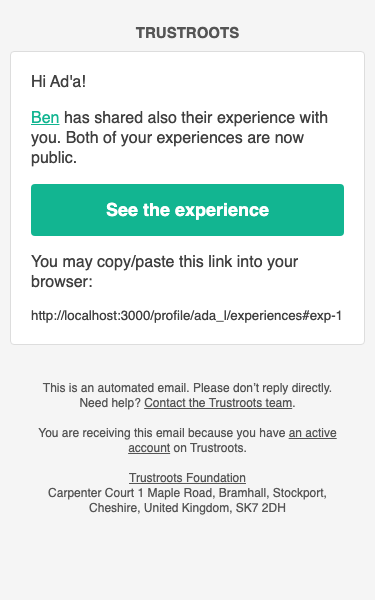 TRUSTROOTS
Hi Ad'a!
Ben has shared also their experience with
you. Both of your experiences are now
public.
See the experience
You may copy/paste this link into your
browser:
http://localhost:3000/profile/ada_l/experiences#exp-1
This is an automated email. Please don’t reply directly.
Need help? Contact the Trustroots team.
You are receiving this email because you have an active
account on Trustroots.
Trustroots Foundation
Carpenter Court 1 Maple Road, Bramhall, Stockport,
Cheshire, United Kingdom, SK7 2DH